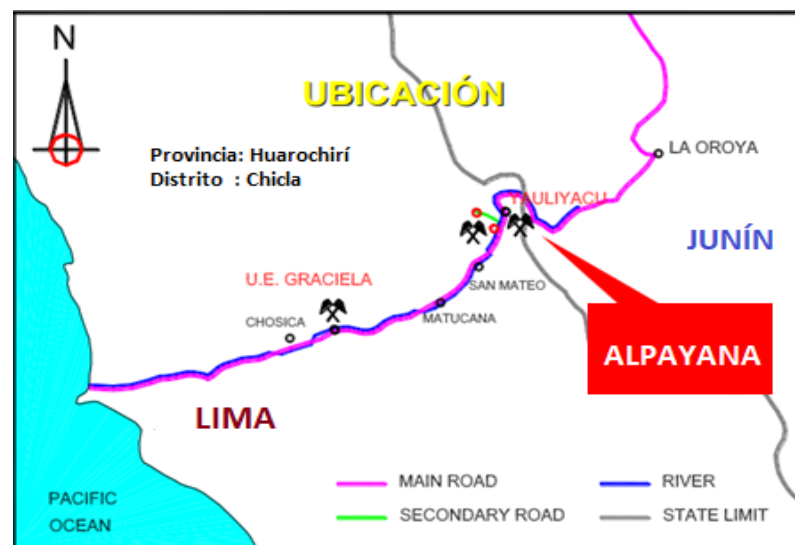 N
UBICACIÓN
Provincia: Huarochirí
Distrito : Chicla
LA OROYA
YAULIYACU
JUNÍN
SAN MATEO
U.E. GRACIELA
MATUCANA
CHOSICA
ALPAYANA
LIMA
PACIFIC
OCEAN
MAIN ROAD
RIVER
SECONDARY ROAD
STATE LIMIT